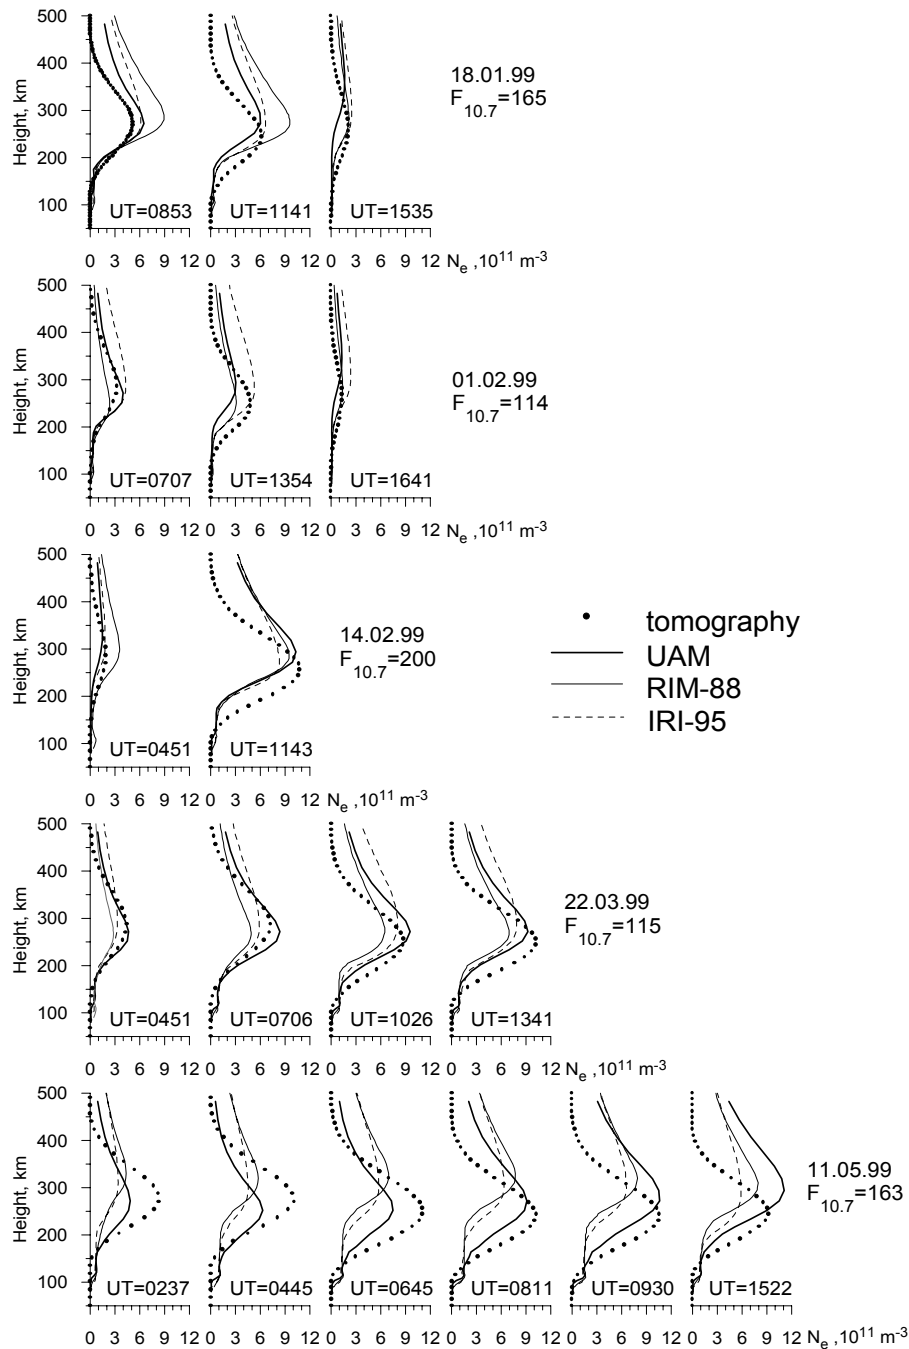 500
400
300
200
100
Height, km
UT=0853
UT=1141
UT=1535
18.01.99
F10.7=165
0 3 6 9 12 0 3 6 9 12 0 3 6 9 12 Ne ,10¹¹ m⁻³
500
400
300
200
100
Height, km
UT=0707
UT=1354
UT=1641
01.02.99
F10.7=114
0 3 6 9 12 0 3 6 9 12 0 3 6 9 12 Ne ,10¹¹ m⁻³
500
400
300
200
100
Height, km
UT=0451
UT=1143
14.02.99
F10.7=200
tomography
UAM
RIM-88
IRI-95
0 3 6 9 12 0 3 6 9 12 Ne ,10¹¹ m⁻³
500
400
300
200
100
Height, km
UT=0451
UT=0706
UT=1026
UT=1341
22.03.99
F10.7=115
0 3 6 9 12 0 3 6 9 12 0 3 6 9 12 0 3 6 9 12 Ne ,10¹¹ m⁻³
500
400
300
200
100
Height, km
UT=0237
UT=0445
UT=0645
UT=0811
UT=0930
UT=1522
11.05.99
F10.7=163
0 3 6 9 12 0 3 6 9 12 0 3 6 9 12 0 3 6 9 12 0 3 6 9 12 0 3 6 9 12 Ne ,10¹¹ m⁻³